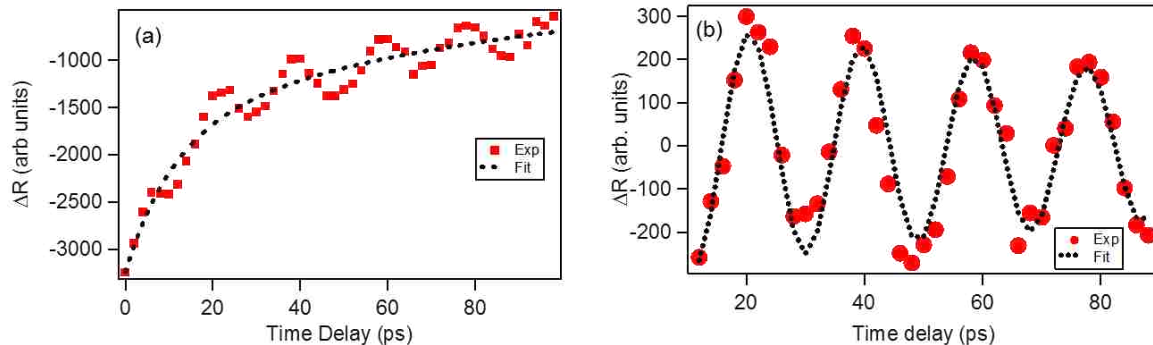 (a)
ΔR (arb units)
-1000
-1500
-2000
-2500
-3000
Exp
Fit
0
20
40
60
80
Time Delay (ps)
(b)
ΔR (arb. units)
300
200
100
0
-100
-200
Exp
Fit
20
40
60
80
Time delay (ps)